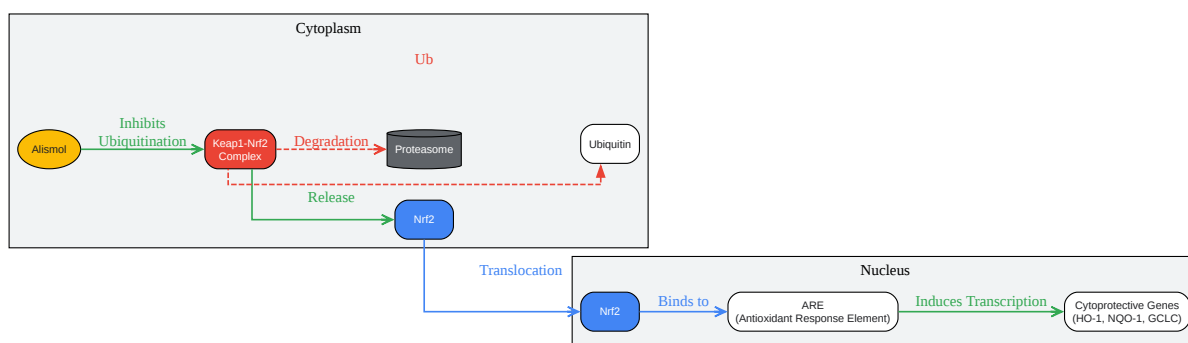 Cytoplasm
Ub
Inhibits
Ubiquitination
Alismol
Keap1-Nrf2
Complex
Degradation
Proteasome
Ubiquitin
Release
Nrf2
Translocation
Nucleus
Nrf2
Binds to
ARE
(Antioxidant Response Element)
Induces Transcription
Cytoprotective Genes
(HO-1, NQO-1, GCLC)